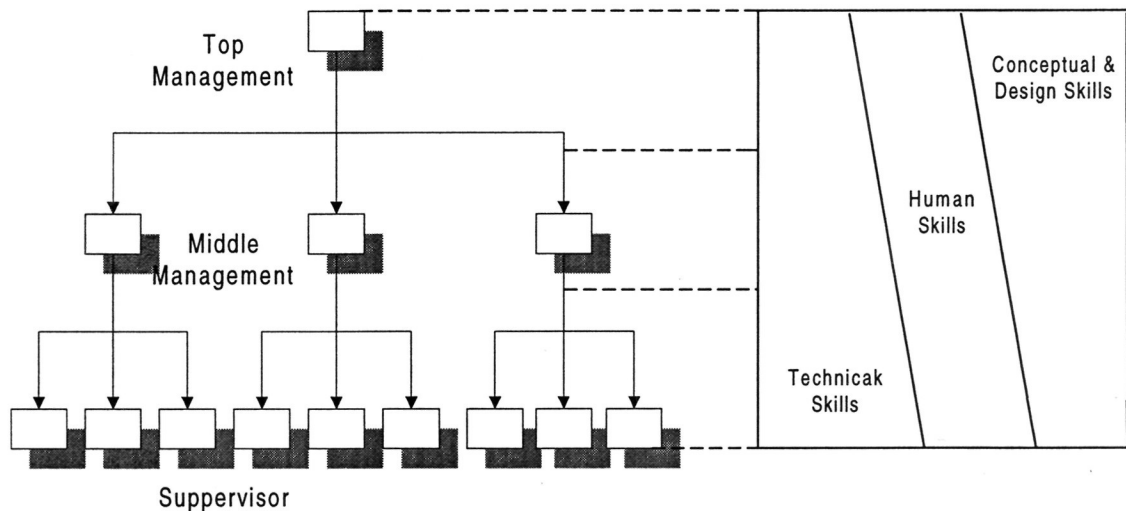 Top
Management
Conceptual &
Design Skills
Human
Skills
Middle
Management
Technicak
Skills
Suppervisor